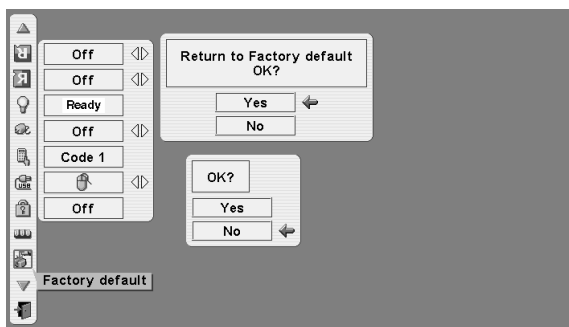 Off
Off
Ready
Off
Code 1
USB
Off
Factory default
Return to Factory default
OK?
Yes
No
OK?
Yes
No